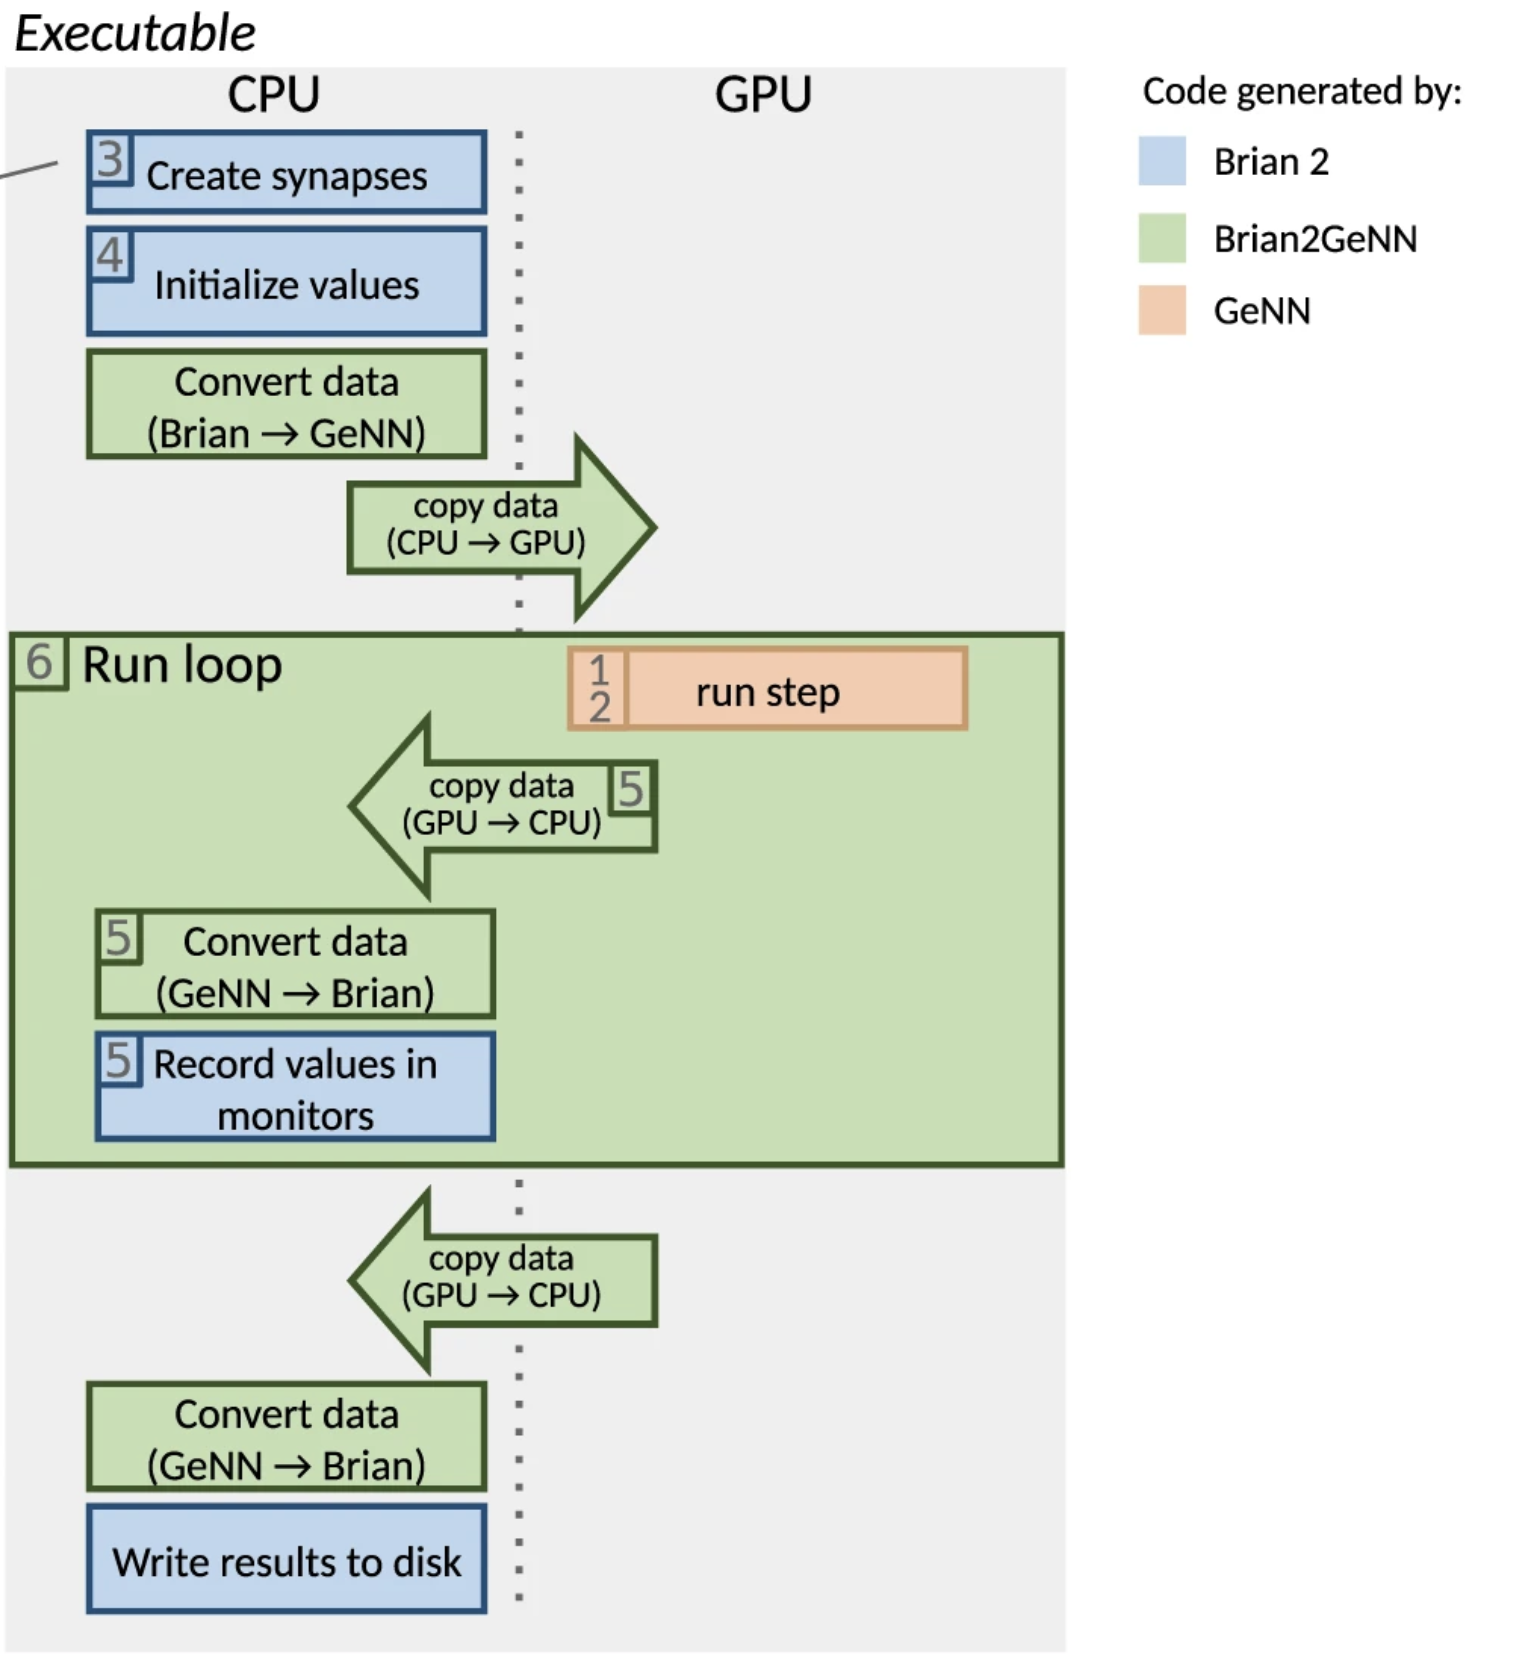 Executable
CPU
GPU
Code generated by:
Brian 2
Brian2GeNN
GeNN
3
Create synapses
4
Initialize values
Convert data
(Brian → GeNN)
copy data
(CPU → GPU)
6
Run loop
1
2
run step
copy data
(GPU → CPU)
5
5
Convert data
(GeNN → Brian)
5
Record values in
monitors
copy data
(GPU → CPU)
Convert data
(GeNN → Brian)
Write results to disk